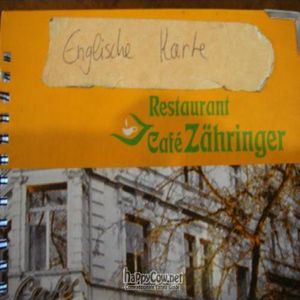 Englische Karte
Restaurant
Café Zähringer
HappyCow.net